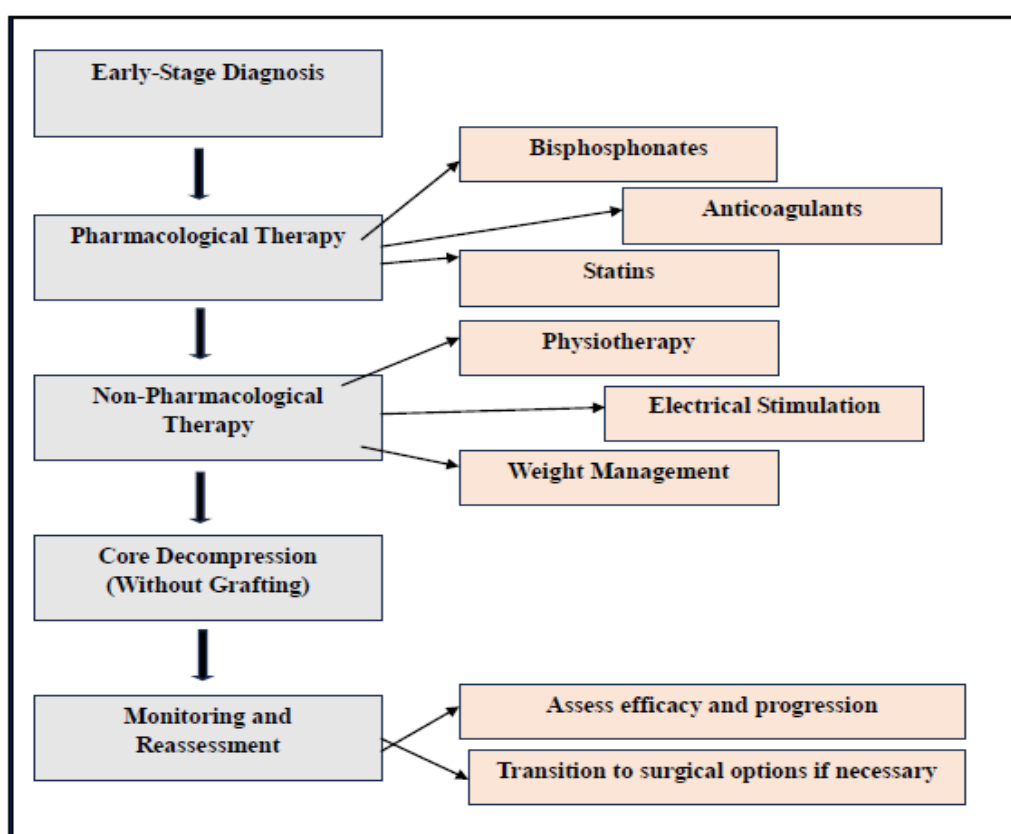 Early-Stage Diagnosis
Bisphosphonates
Anticoagulants
Pharmacological Therapy
Statins
Physiotherapy
Non-Pharmacological
Therapy
Electrical Stimulation
Weight Management
Core Decompression
(Without Grafting)
Monitoring and
Reassessment
Assess efficacy and progression
Transition to surgical options if necessary